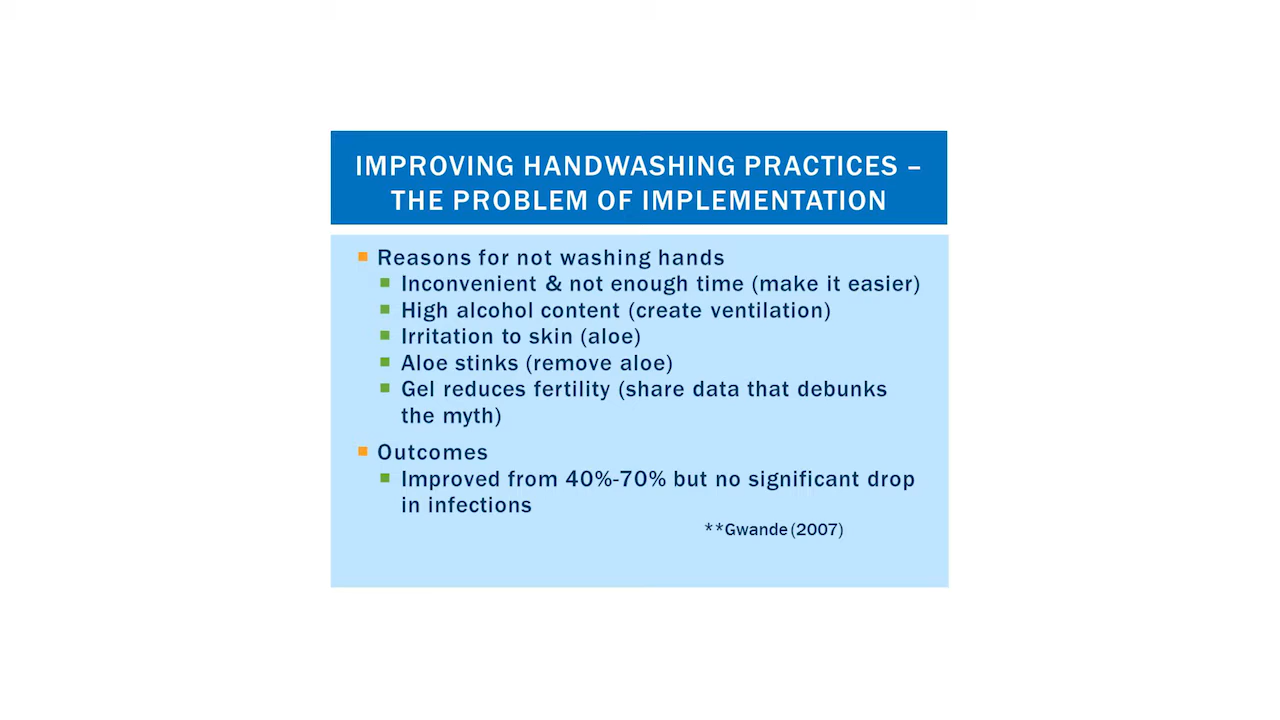 IMPROVING HANDWASHING PRACTICES –
THE PROBLEM OF IMPLEMENTATION
Reasons for not washing hands
Inconvenient & not enough time (make it easier)
High alcohol content (create ventilation)
Irritation to skin (aloe)
Aloe stinks (remove aloe)
Gel reduces fertility (share data that debunks
the myth)
Outcomes
Improved from 40%-70% but no significant drop
in infections
**Gwande (2007)